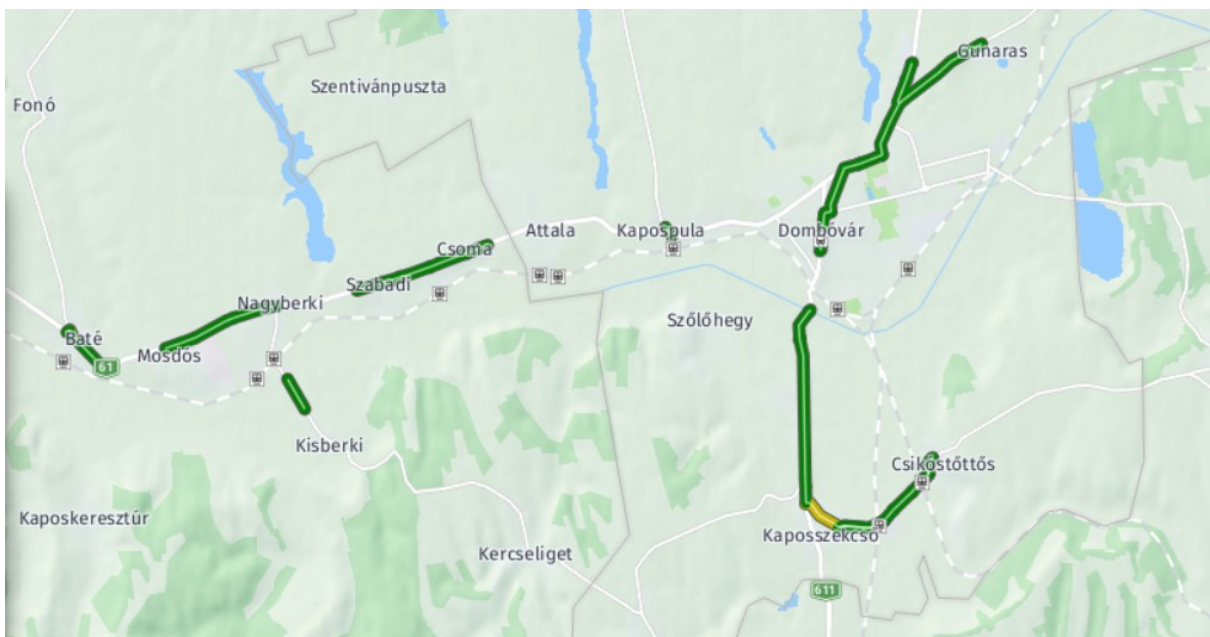 Gunaras
Szentivánpuszta
Fonó
Attala
Kapospula
Dombóvár
Csoma
Szabadi
Nagyberki
Szőlőhegy
Baté
Mosdós
61
Kisberki
Csikóstőttős
Kaposkeresztúr
Kaposszekcső
Kercseliget
611